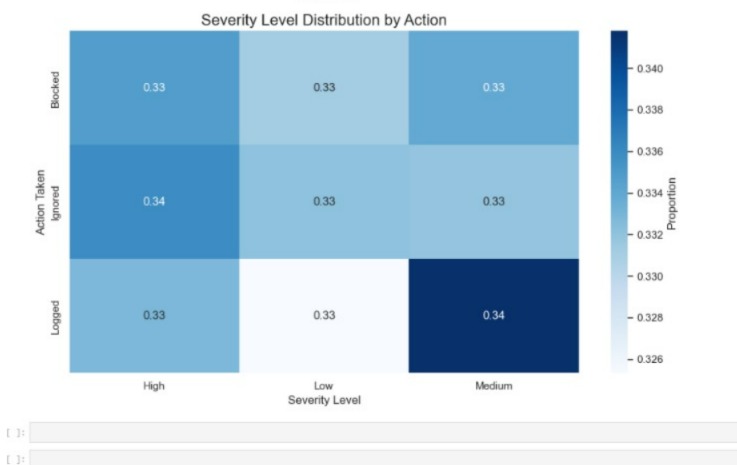 Severity Level Distribution by Action
Blocked
0.33 0.33 0.33
Action Taken
Ignored
0.34 0.33 0.33
Logged
0.33 0.33 0.34
High Low Medium
Severity Level
0.340
0.338
0.336
0.334
0.332
0.330
0.328
0.326
Proportion
[ ]:
[ ]: